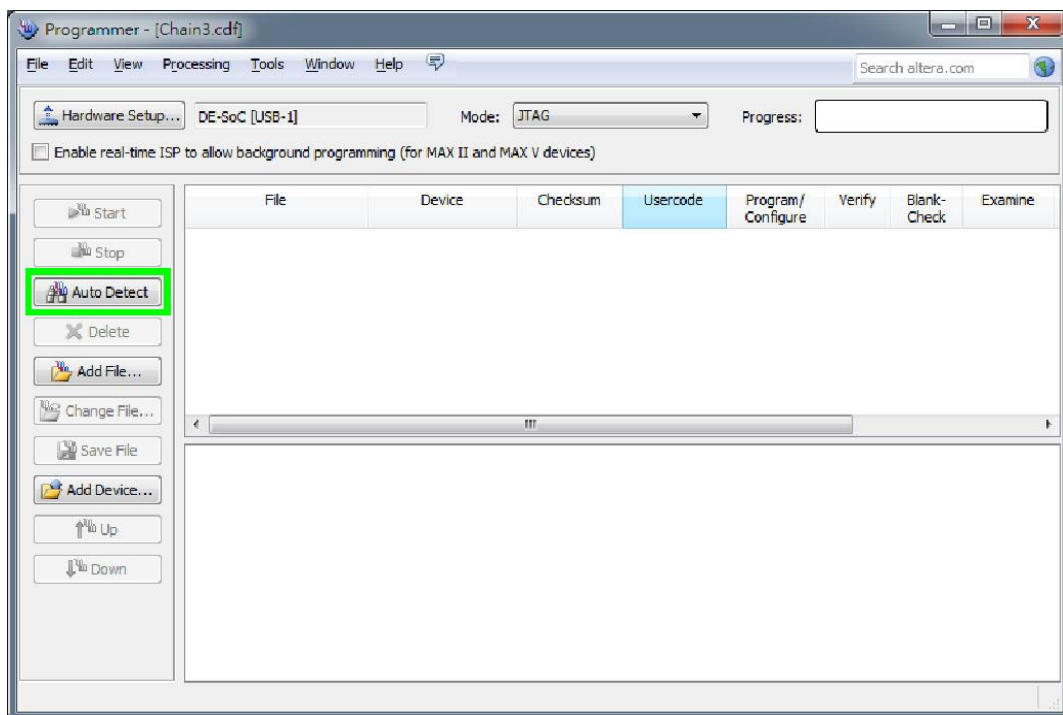 Programmer - [Chain3.cdf]
File Edit View Processing Tools Window Help
Search altera.com
Hardware Setup... DE-SoC [USB-1] Mode: JTAG Progress:
Enable real-time ISP to allow background programming (for MAX II and MAX V devices)
File Device Checksum Usercode Program/ Verify Blank- Examine
Configure Check
Start
Stop
Auto Detect
Delete
Add File...
Change File...
Save File
Add Device...
Up
Down